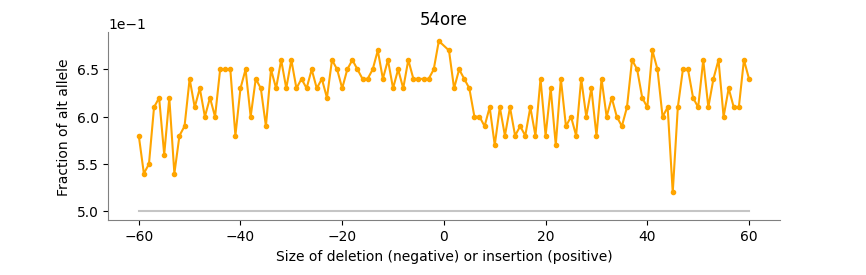 54ore
1e−1
Fraction of alt allele
6.5
6.0
5.5
5.0
−60 −40 −20 0 20 40 60
Size of deletion (negative) or insertion (positive)